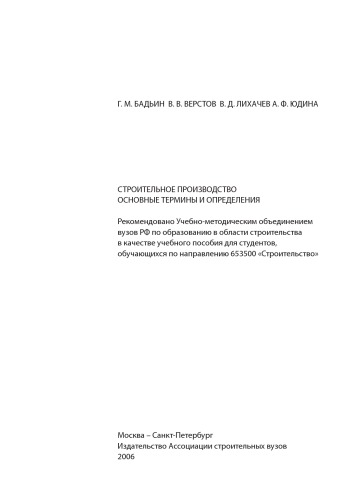 Г. М. БАДЬИН В. В. ВЕРСТОВ В. Д. ЛИХАЧЕВ А. Ф. ЮДИНА
СТРОИТЕЛЬНОЕ ПРОИЗВОДСТВО
ОСНОВНЫЕ ТЕРМИНЫ И ОПРЕДЕЛЕНИЯ
Рекомендовано Учебно-методическим объединением
вузов РФ по образованию в области строительства
в качестве учебного пособия для студентов,
обучающихся по направлению 653500 «Строительство»
Москва – Санкт-Петербург
Издательство Ассоциации строительных вузов
2006